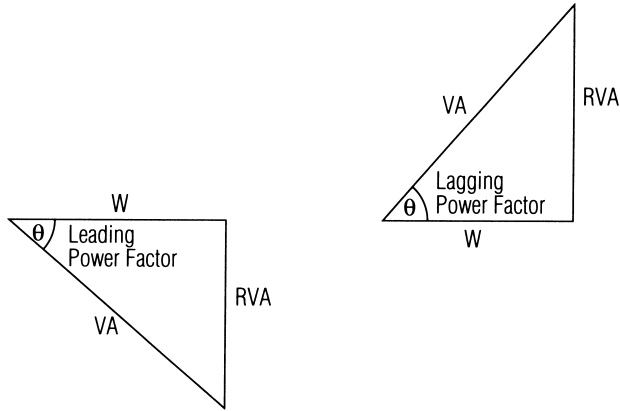 W
θ
Leading
Power Factor
RVA
VA
VA
RVA
θ
Lagging
Power Factor
W